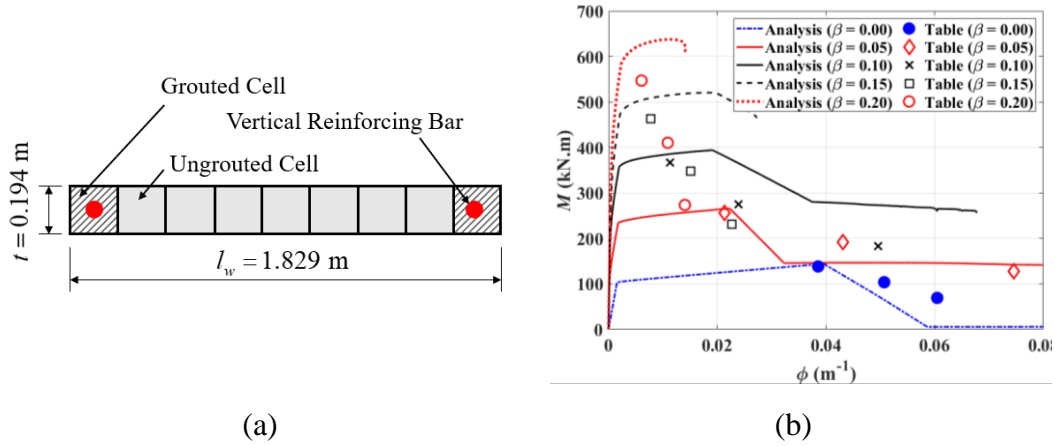 Grouted Cell
Vertical Reinforcing Bar
Ungrouted Cell
t = 0.194 m
l_w = 1.829 m
(a)
700
600
500
400
300
200
100
0
M (kN.m)
Analysis (β = 0.00) Table (β = 0.00)
Analysis (β = 0.05) Table (β = 0.05)
Analysis (β = 0.10) Table (β = 0.10)
Analysis (β = 0.15) Table (β = 0.15)
Analysis (β = 0.20) Table (β = 0.20)
0 0.02 0.04 0.06 0.08
ϕ (m⁻¹)
(b)